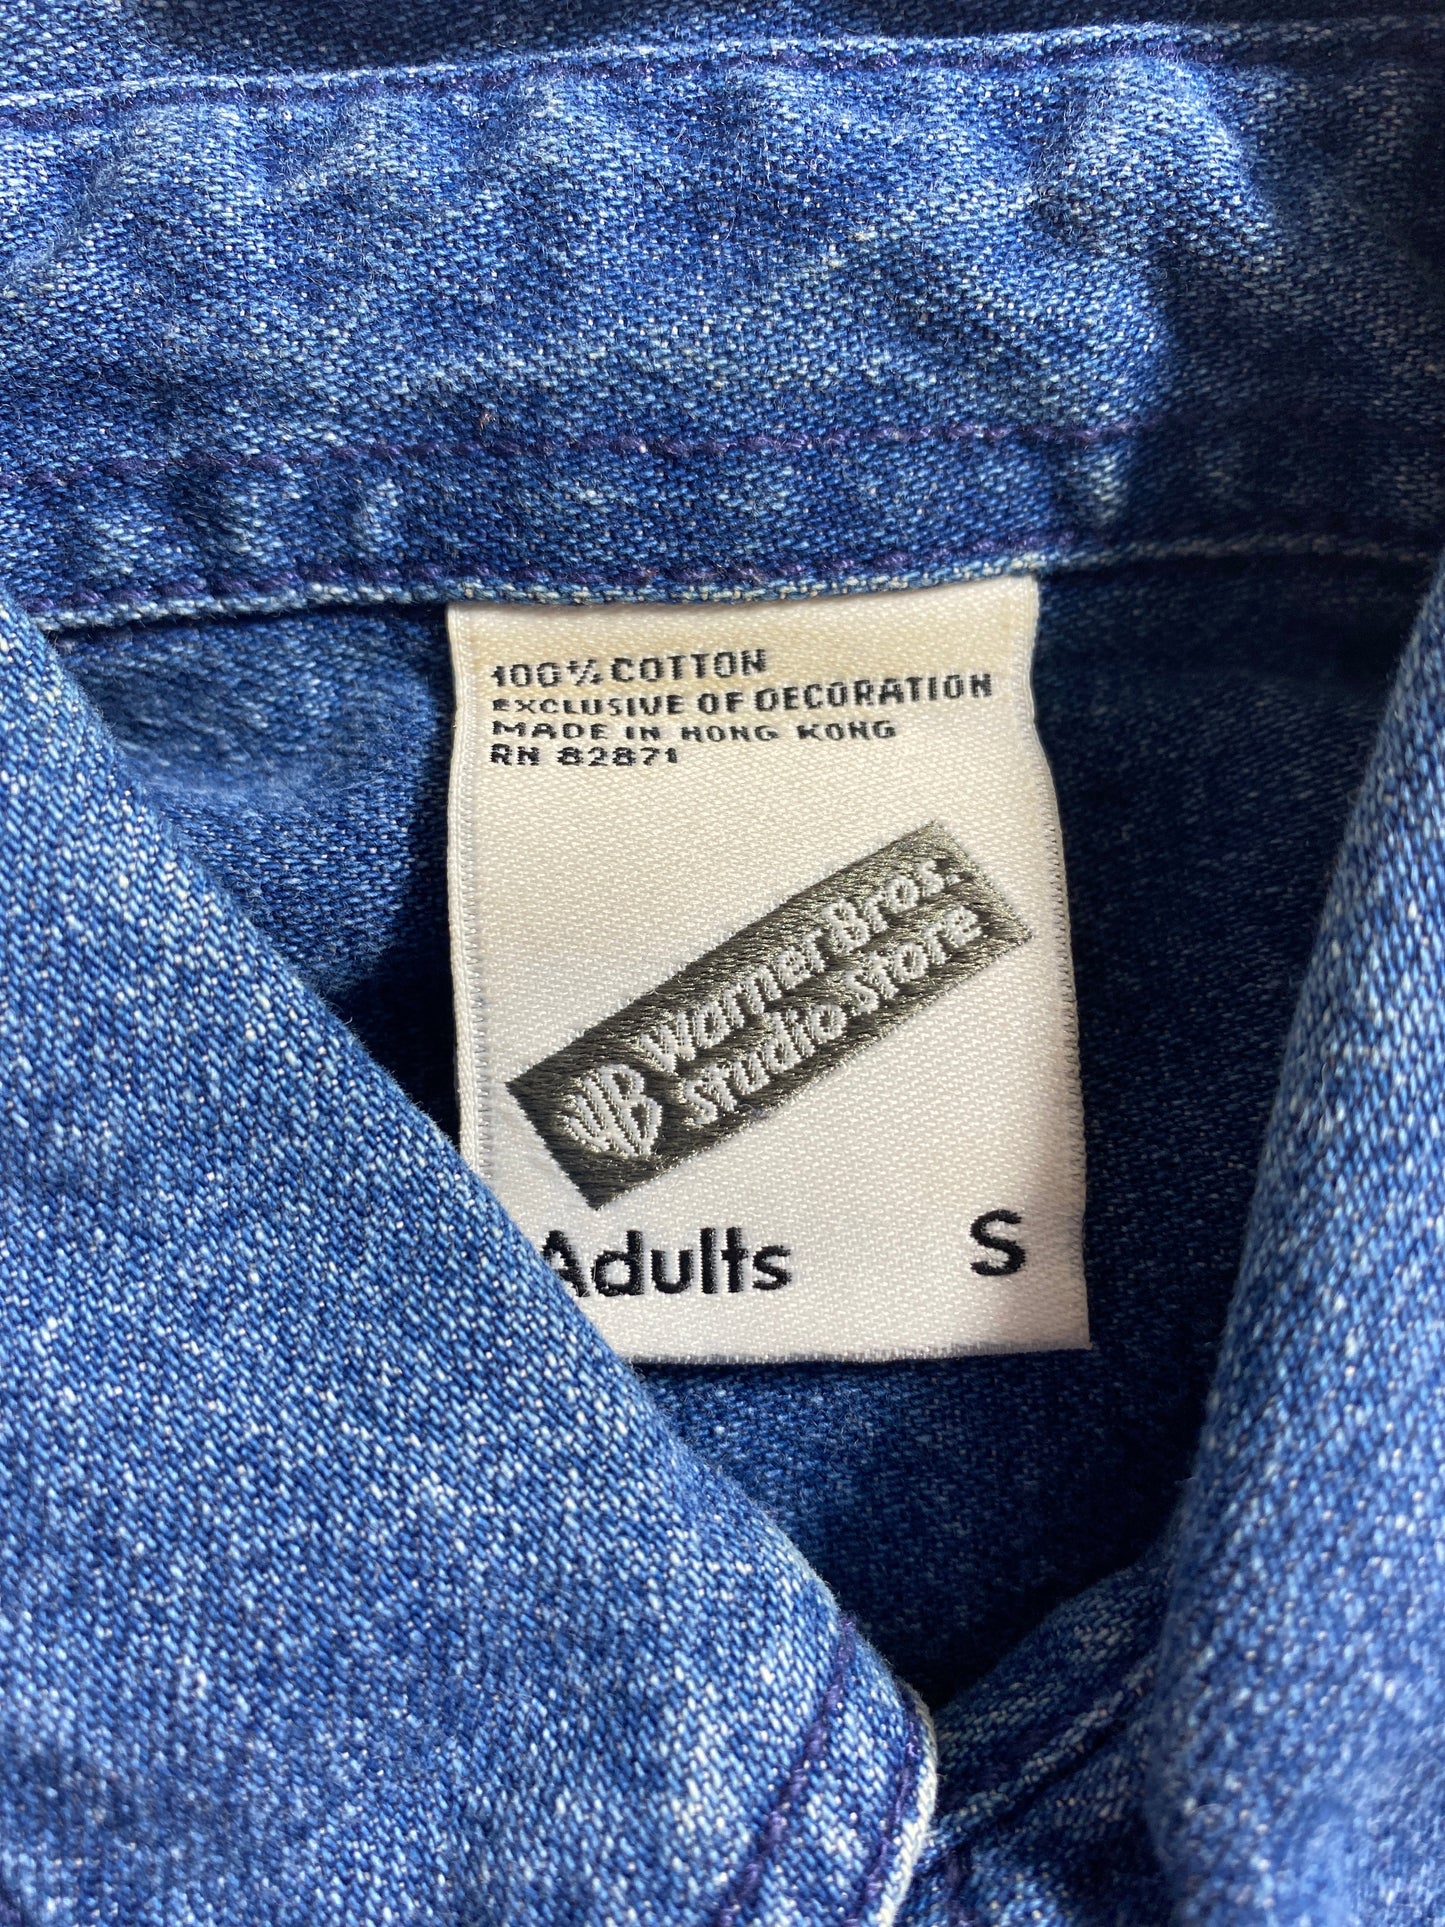 100% COTTON
EXCLUSIVE OF DECORATION
MADE IN HONG KONG
RN 82871
WB Warner Bros.
Studio Store
Adults S